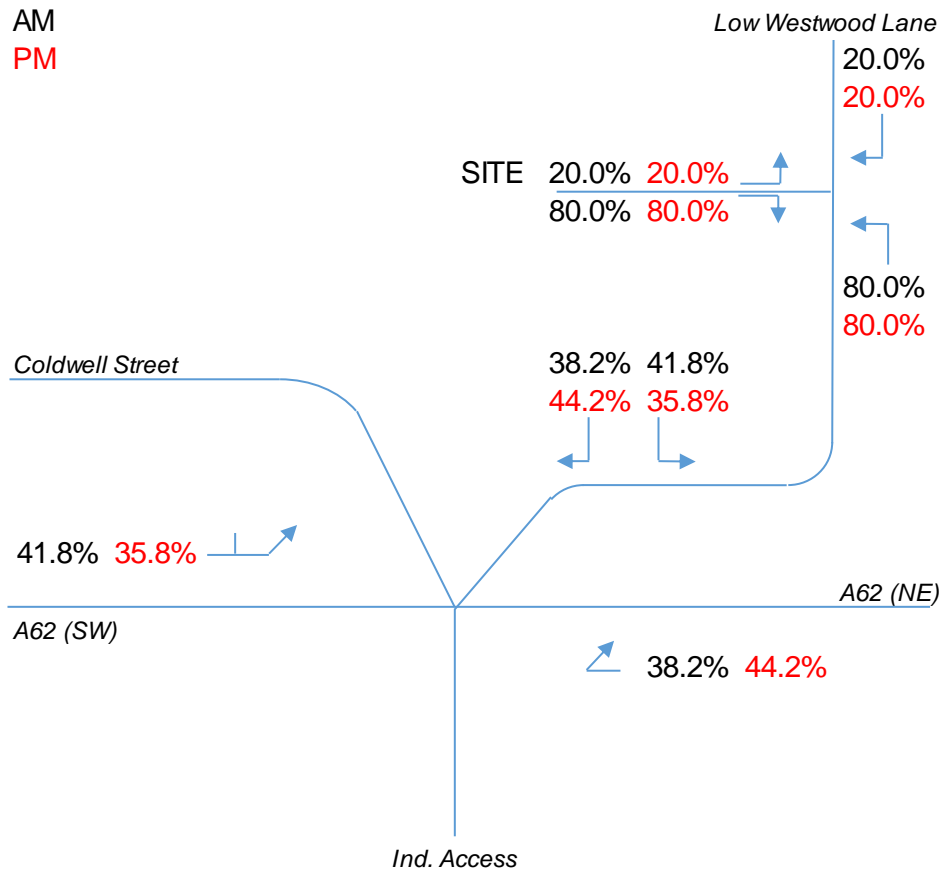 AM
PM
Low Westwood Lane
20.0%
20.0%
SITE 20.0% 20.0%
80.0% 80.0%
80.0%
80.0%
Coldwell Street
38.2% 41.8%
44.2% 35.8%
41.8% 35.8%
A62 (NE)
A62 (SW)
38.2% 44.2%
Ind. Access